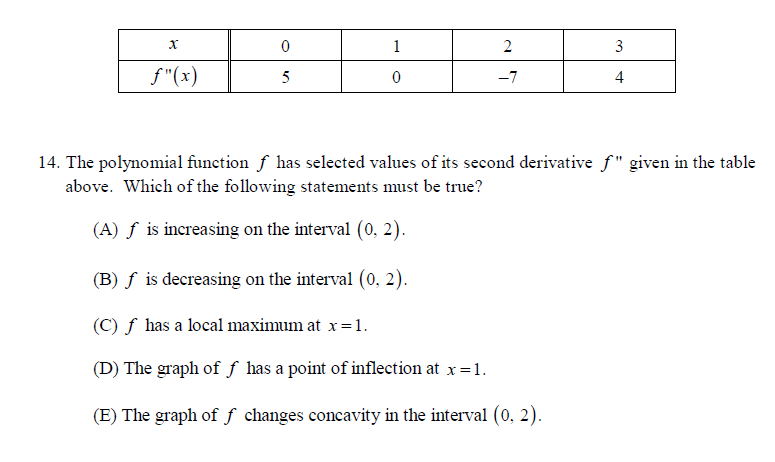 x 0 1 2 3
f "(x) 5 0 −7 4
14. The polynomial function f has selected values of its second derivative f " given in the table
above. Which of the following statements must be true?
(A) f is increasing on the interval (0, 2).
(B) f is decreasing on the interval (0, 2).
(C) f has a local maximum at x = 1.
(D) The graph of f has a point of inflection at x = 1.
(E) The graph of f changes concavity in the interval (0, 2).